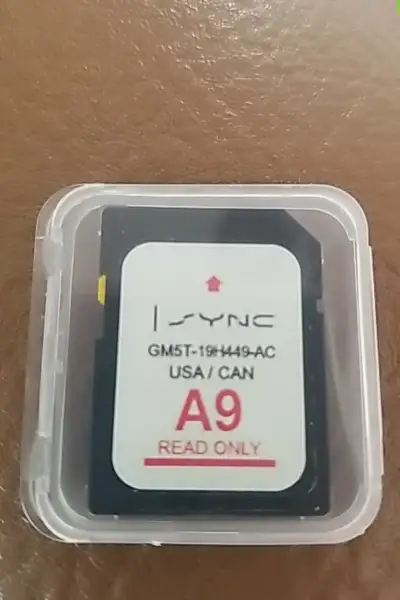 SYNC
GM5T-19H449-AC
USA / CAN
A9
READ ONLY